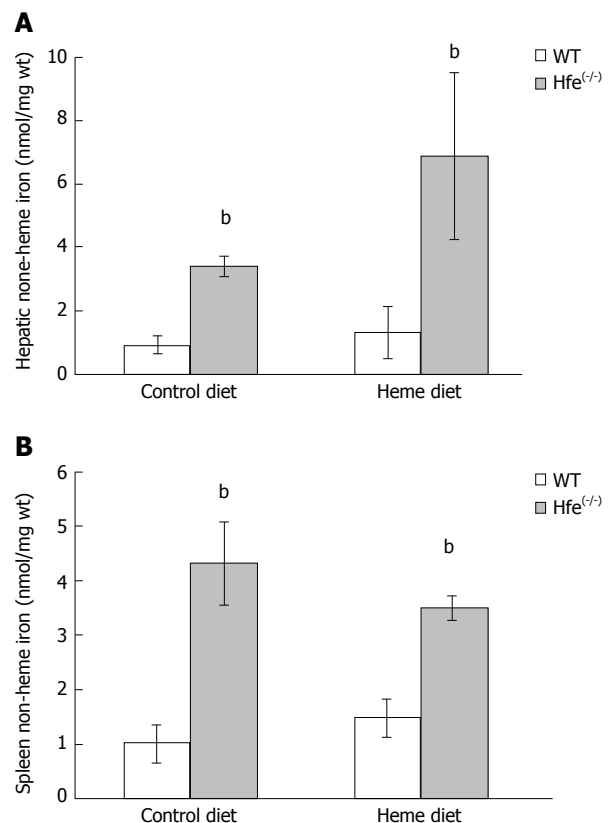 A
Hepatic none-heme iron (nmol/mg wt)
10
8
6
4
2
0
b
b
WT
Hfe(-/-)
Control diet
Heme diet
B
Spleen non-heme iron (nmol/mg wt)
6
5
4
3
2
1
0
b
b
WT
Hfe(-/-)
Control diet
Heme diet